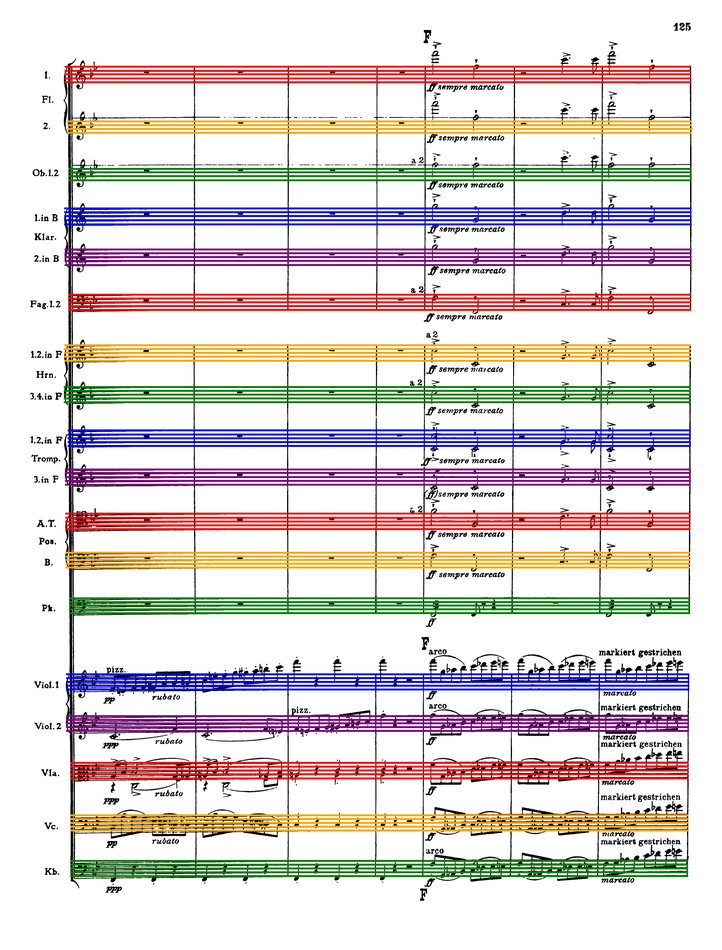 125
F
1.
Fl.
ff sempre marcato
2.
ff sempre marcato
a 2
Ob.1.2
ff sempre marcato
1.in B
ff sempre marcato
Klar.
2.in B
ff sempre marcato
a 2
Fag.1.2
ff sempre marcato
a 2
1.2.in F
ff sempre marcato
Hrn.
a 2
3.4.in F
ff sempre marcato
1.2.in F
ff sempre marcato
Tromp.
3.in F
(ff) sempre marcato
a 2
A.T.
ff sempre marcato
Pos.
B.
ff sempre marcato
Pk.
ff
F
pizz. arco markiert gestrichen
Viol.1
pp rubato ff marcato
pizz. arco markiert gestrichen
Viol.2
ppp rubato ff marcato
markiert gestrichen
Vla.
ppp rubato ff marcato
markiert gestrichen
Vc.
pp rubato ff marcato
arco markiert gestrichen
Kb.
ppp ff marcato
F